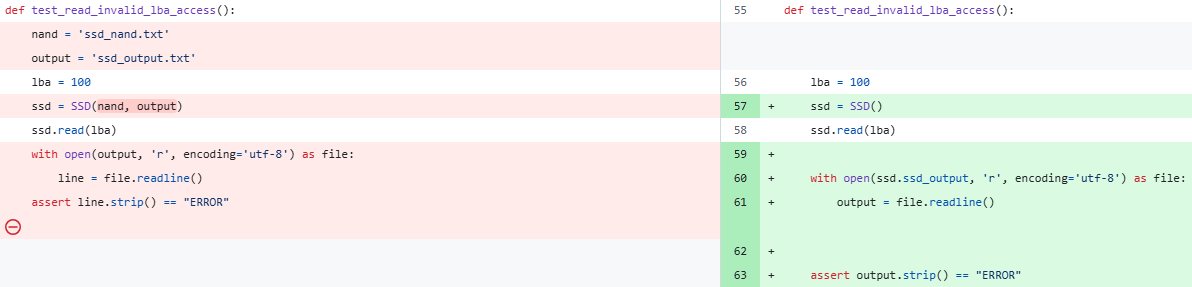 def test_read_invalid_lba_access():
    nand = 'ssd_nand.txt'
    output = 'ssd_output.txt'
    lba = 100
    ssd = SSD(nand, output)
    ssd.read(lba)
    with open(output, 'r', encoding='utf-8') as file:
        line = file.readline()
    assert line.strip() == "ERROR"
55   def test_read_invalid_lba_access():
56       lba = 100
57 +     ssd = SSD()
58       ssd.read(lba)
59 +
60 +     with open(ssd.ssd_output, 'r', encoding='utf-8') as file:
61 +         output = file.readline()
62 +
63 +     assert output.strip() == "ERROR"